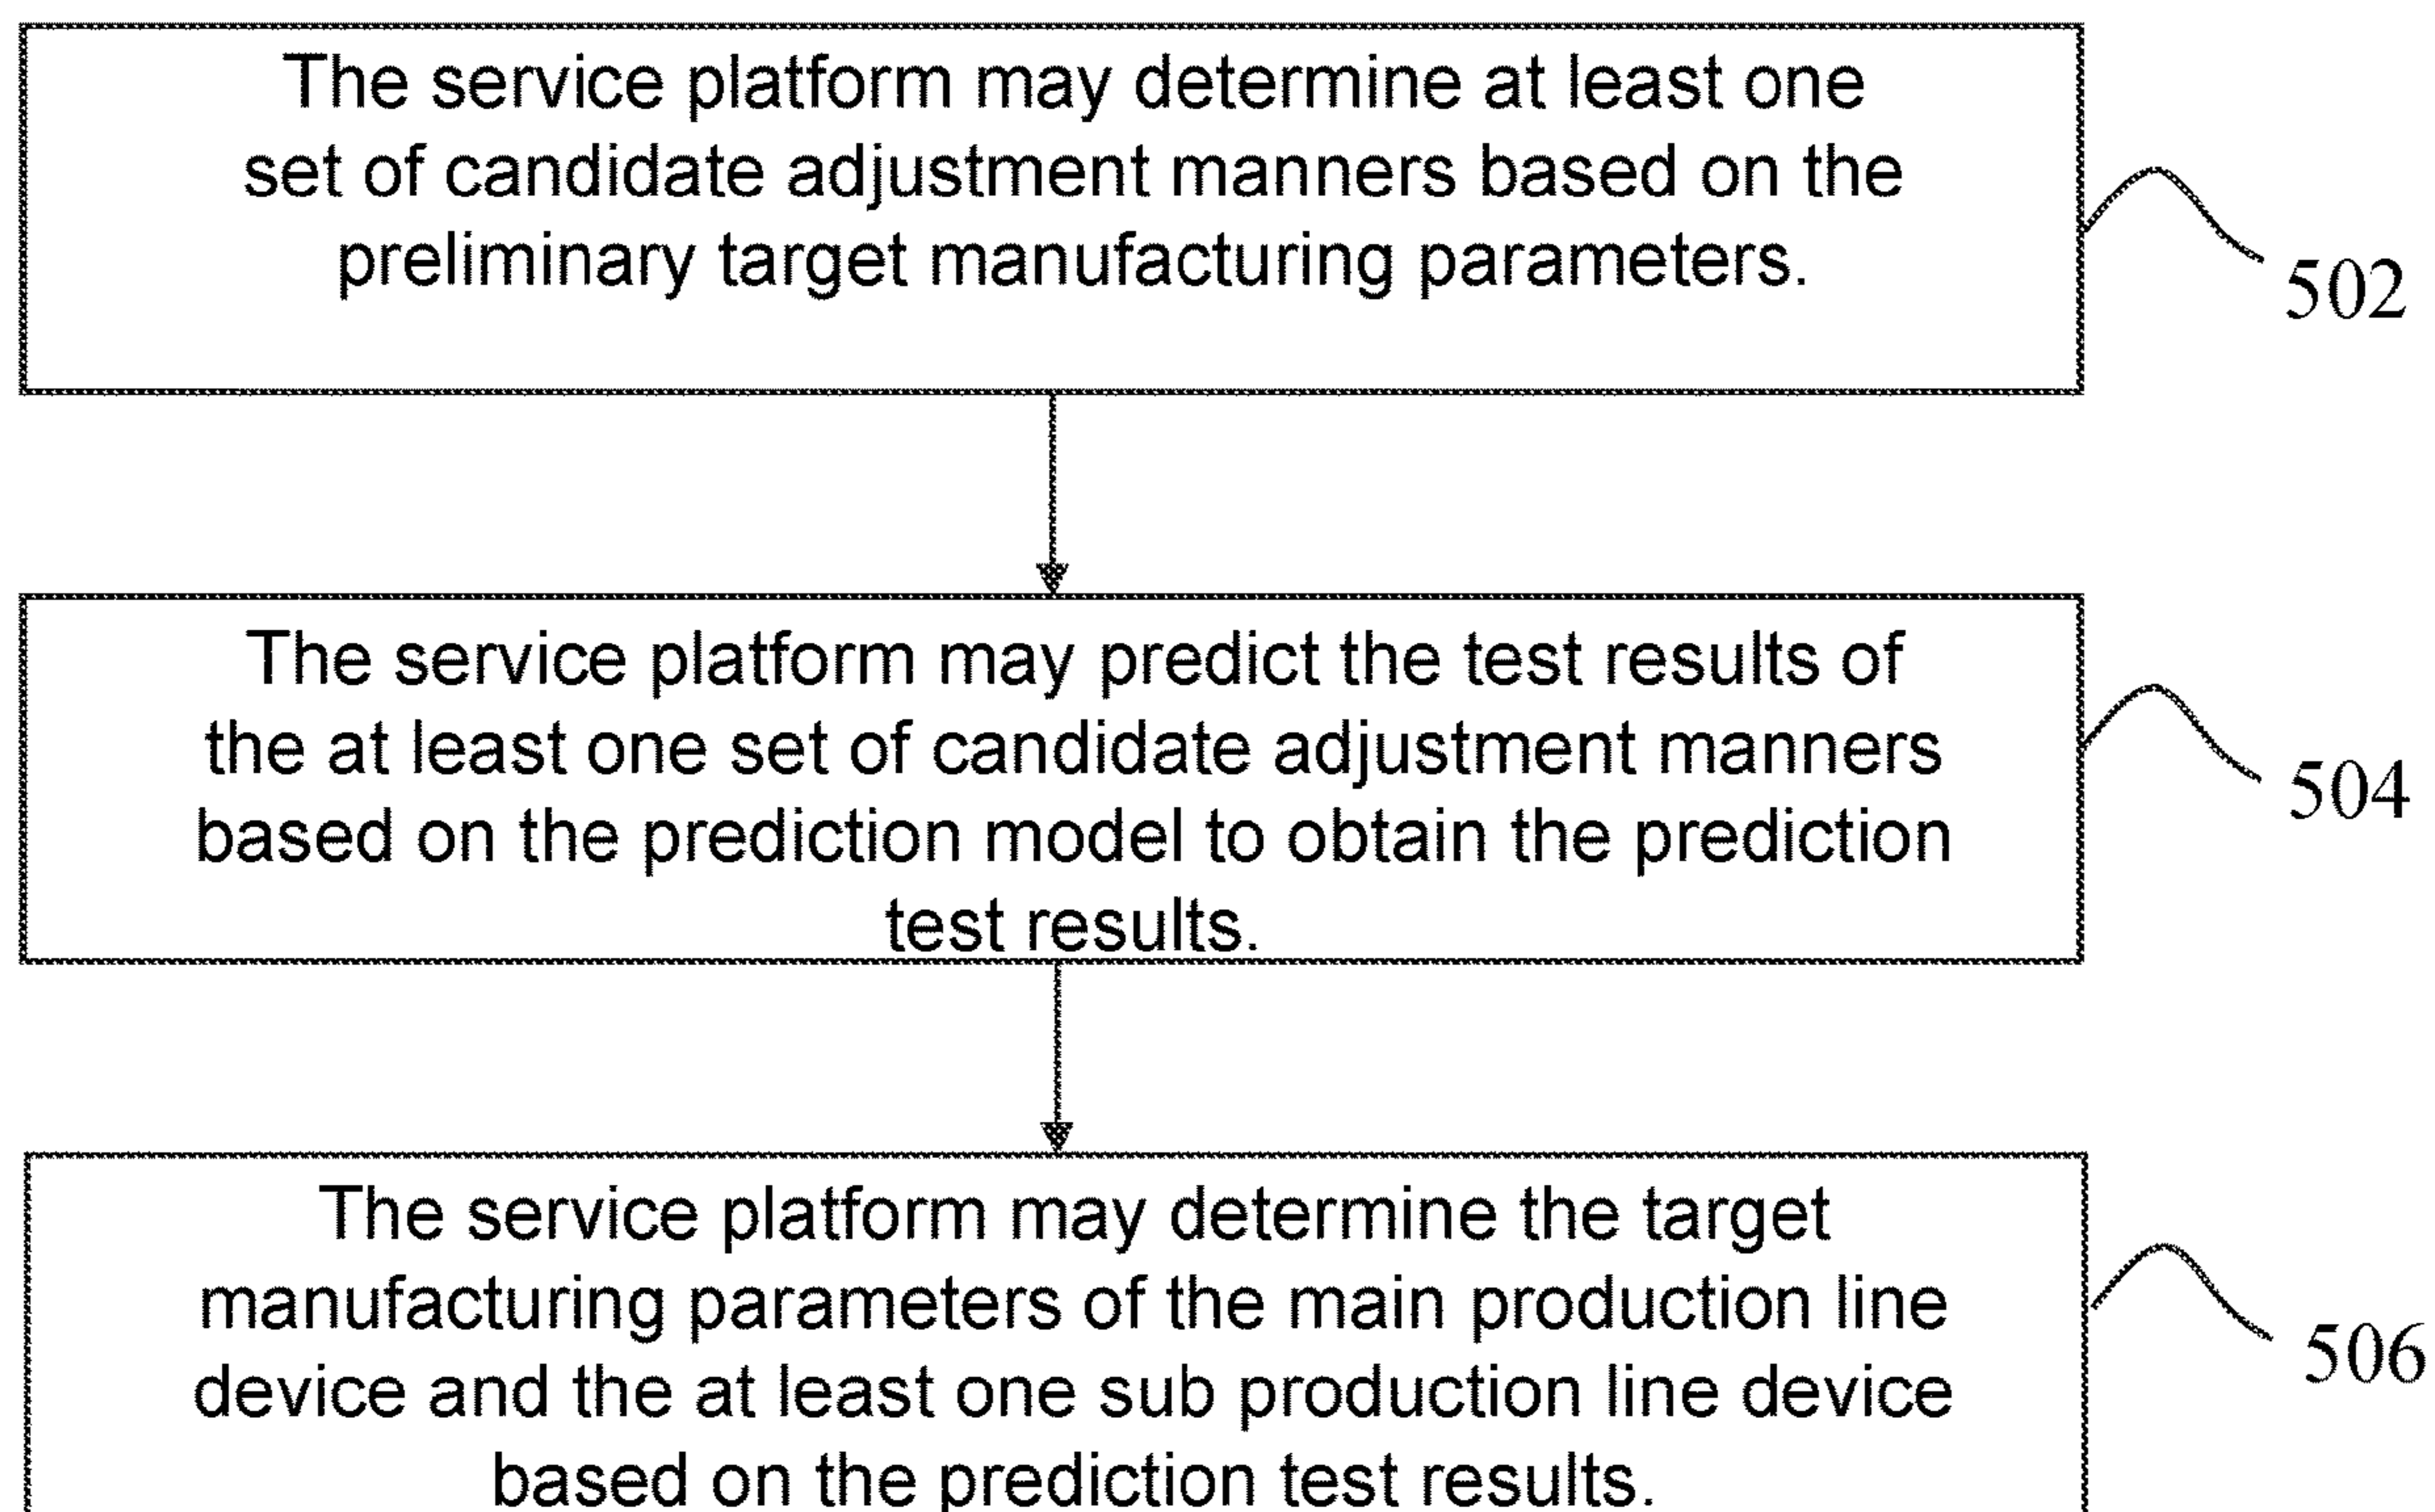 The service platform may determine at least one
set of candidate adjustment manners based on the
preliminary target manufacturing parameters.
502
The service platform may predict the test results of
the at least one set of candidate adjustment manners
based on the prediction model to obtain the prediction
test results.
504
The service platform may determine the target
manufacturing parameters of the main production line
device and the at least one sub production line device
based on the prediction test results.
506